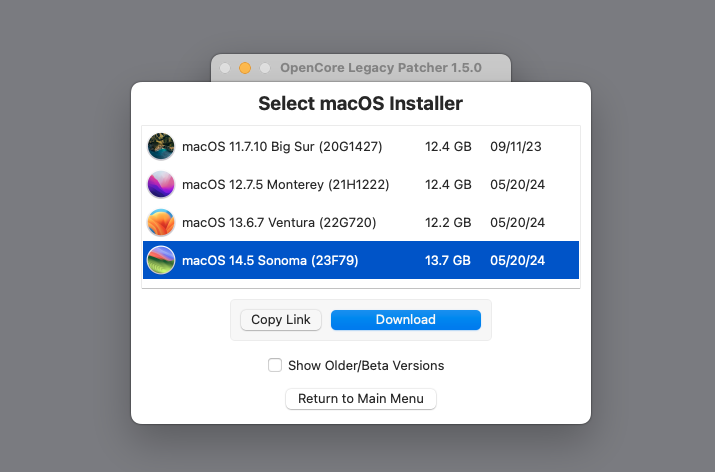 OpenCore Legacy Patcher 1.5.0
Select macOS Installer
macOS 11.7.10 Big Sur (20G1427) 12.4 GB 09/11/23
macOS 12.7.5 Monterey (21H1222) 12.4 GB 05/20/24
macOS 13.6.7 Ventura (22G720) 12.2 GB 05/20/24
macOS 14.5 Sonoma (23F79) 13.7 GB 05/20/24
Copy Link Download
Show Older/Beta Versions
Return to Main Menu